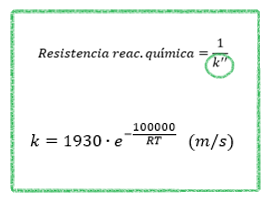 Resistencia reac. química = 1/k''
k = 1930 · e^(-100000/RT) (m/s)